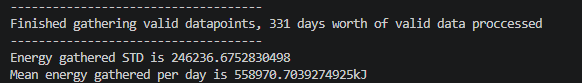 --------------------------------------
Finished gathering valid datapoints, 331 days worth of valid data proccessed
--------------------------------------
Energy gathered STD is 246236.6752830498
Mean energy gathered per day is 558970.7039274925kJ